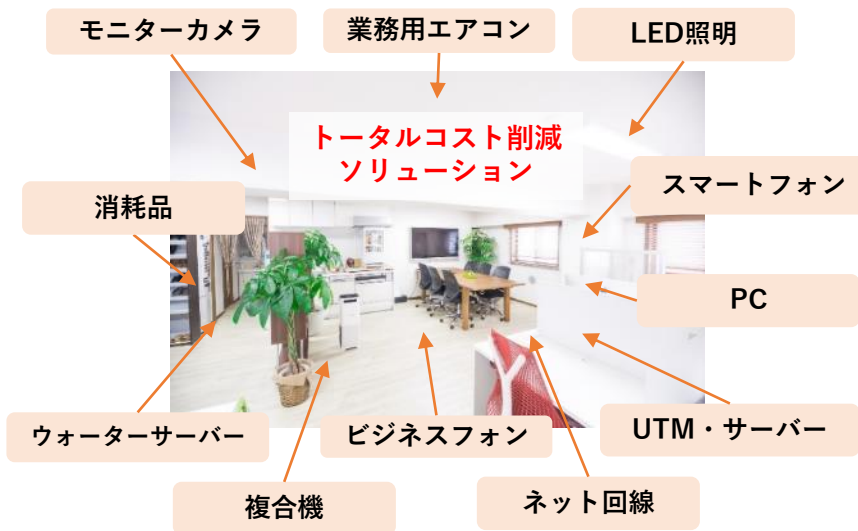 モニターカメラ
業務用エアコン
LED照明
トータルコスト削減
ソリューション
スマートフォン
消耗品
PC
ウォーターサーバー
ビジネスフォン
UTM・サーバー
複合機
ネット回線